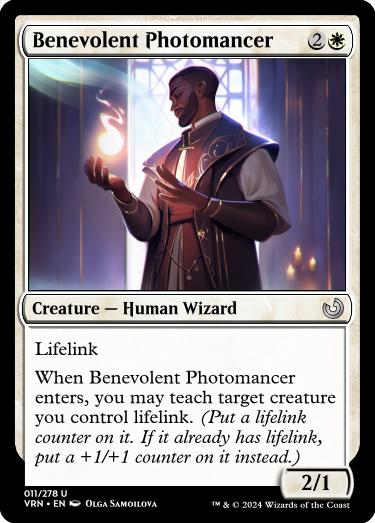 Benevolent Photomancer 2
Creature — Human Wizard
Lifelink
When Benevolent Photomancer
enters, you may teach target creature
you control lifelink. (Put a lifelink
counter on it. If it already has lifelink,
put a +1/+1 counter on it instead.)
2/1
011/278 U
VRN • EN Olga Samoilova
™ & © 2024 Wizards of the Coast